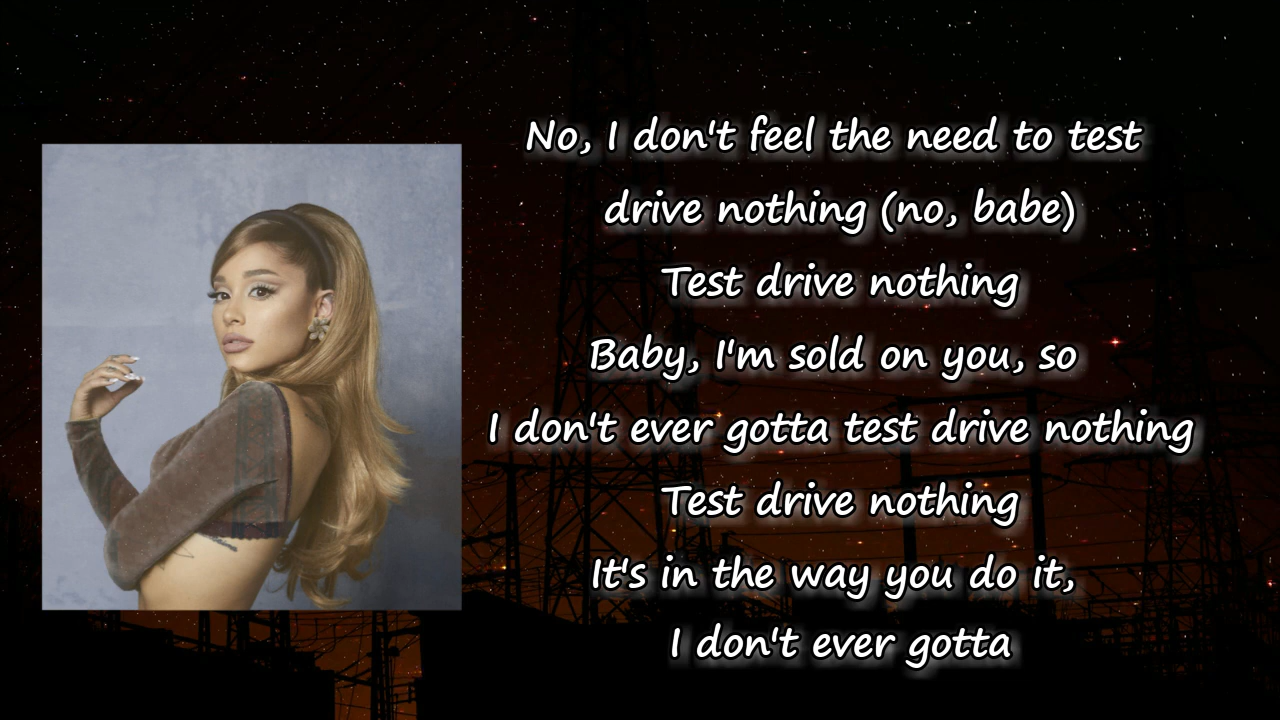 No, I don't feel the need to test
drive nothing (no, babe)
Test drive nothing
Baby, I'm sold on you, so
I don't ever gotta test drive nothing
Test drive nothing
It's in the way you do it,
I don't ever gotta